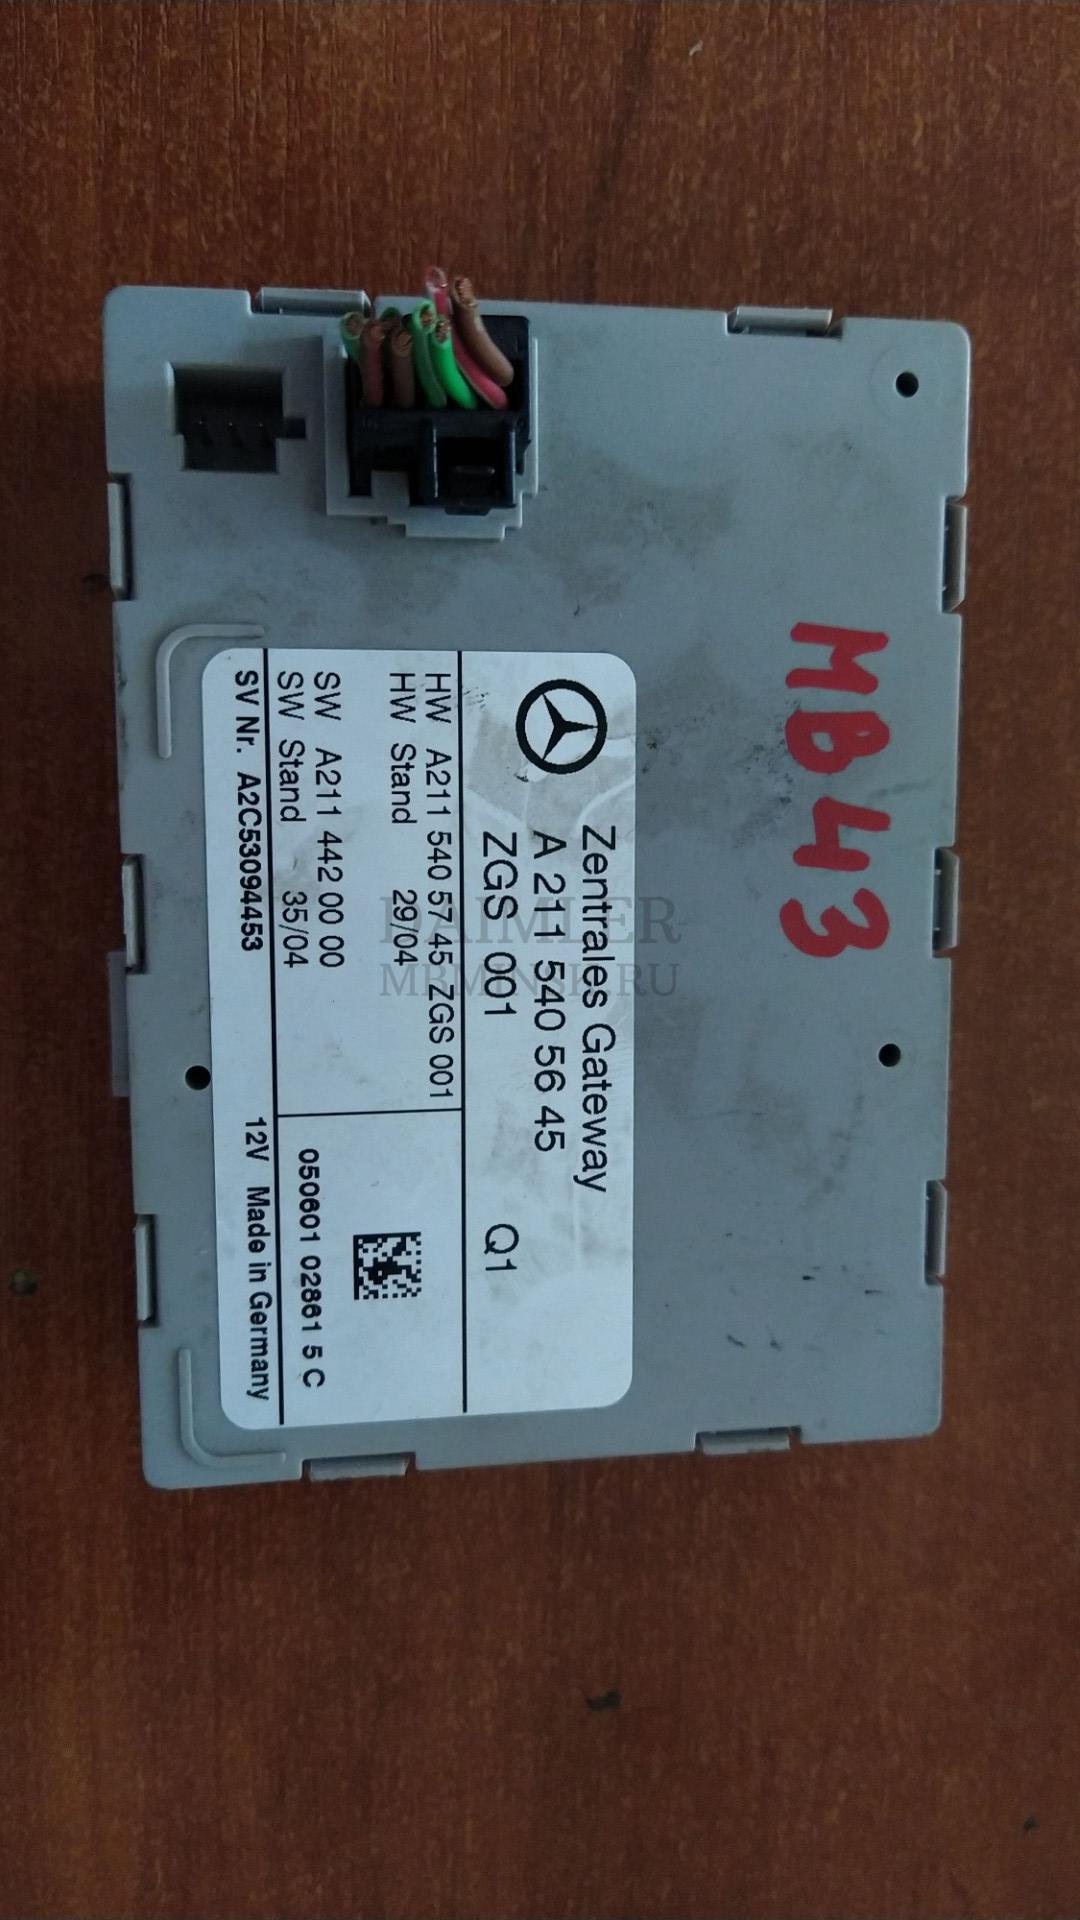 MB43
Zentrales Gateway
A 211 540 56 45
ZGS 001 Q1
HW A211 540 57 45 ZGS 001
HW Stand 29/04
SW A211 442 00 00
SW Stand 35/04
050601 02861 5 C
SV Nr. A2C53094453 12V Made in Germany
DAIMLER
MBMINSK.RU